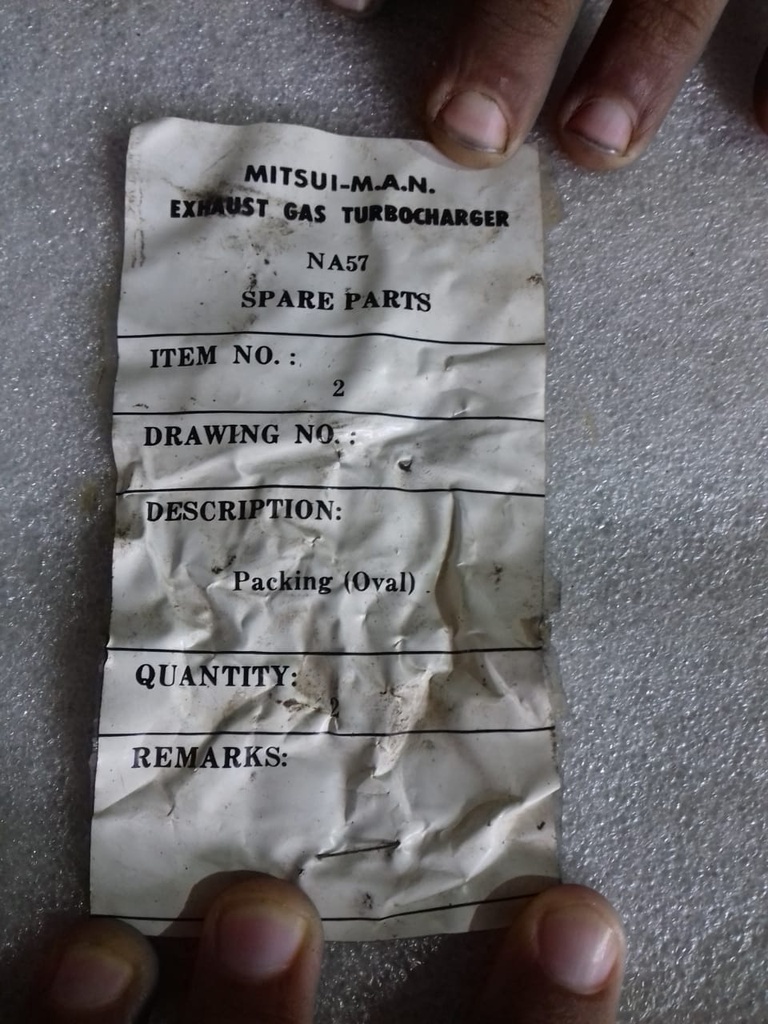 MITSUI-M.A.N.
EXHAUST GAS TURBOCHARGER
NA57
SPARE PARTS
ITEM NO. :
2
DRAWING NO. :
DESCRIPTION:
Packing (Oval)
QUANTITY:
2
REMARKS: